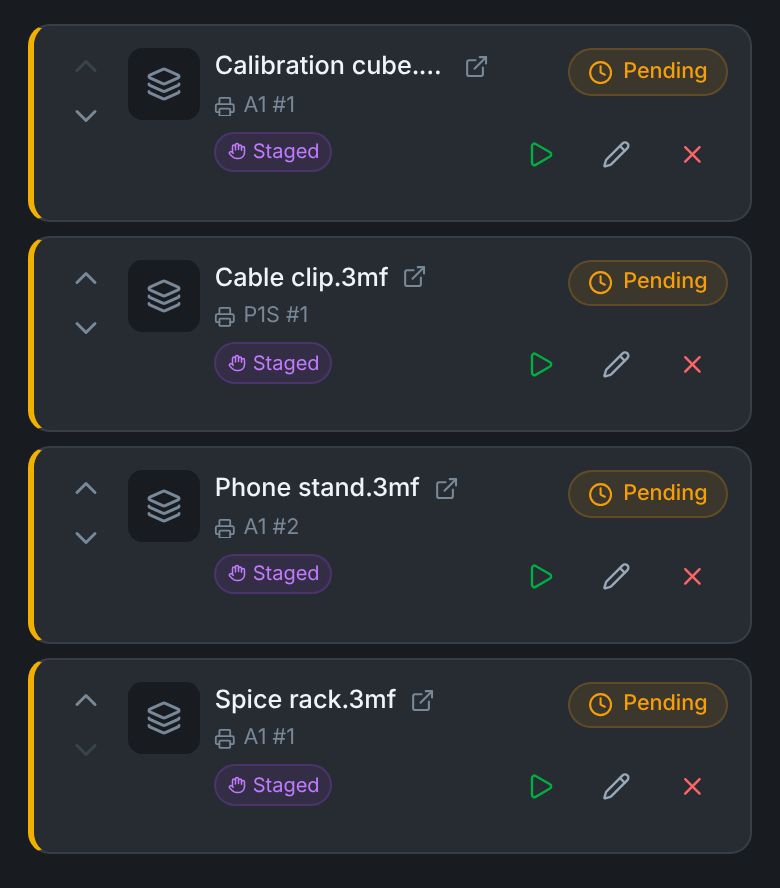 Calibration cube....
Pending
A1 #1
Staged
Cable clip.3mf
Pending
P1S #1
Staged
Phone stand.3mf
Pending
A1 #2
Staged
Spice rack.3mf
Pending
A1 #1
Staged